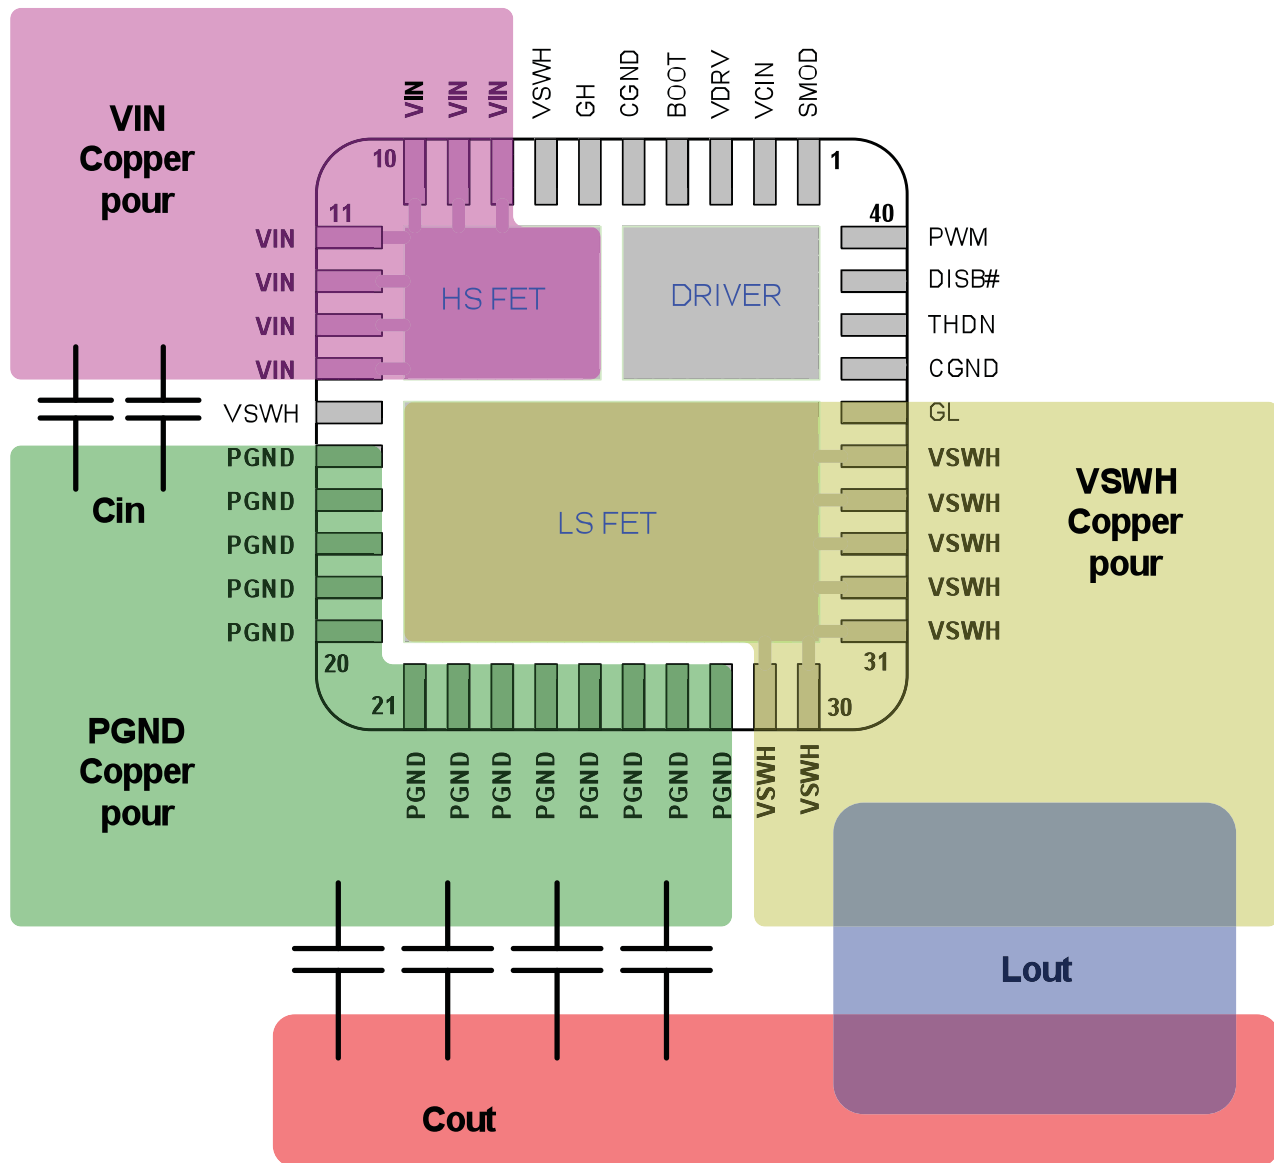 VIN
Copper
pour
VIN
VIN
VIN
VSWH
GH
CGND
BOOT
VDRV
VCIN
SMOD
10
1
11
40
VIN
VIN
VIN
VIN
VSWH
PGND
PGND
PGND
PGND
PGND
HS FET
DRIVER
LS FET
PWM
DISB#
THDN
CGND
GL
VSWH
VSWH
VSWH
VSWH
VSWH
VSWH
Copper
pour
Cin
20
31
21
30
PGND
Copper
pour
PGND
PGND
PGND
PGND
PGND
PGND
PGND
PGND
VSWH
VSWH
Lout
Cout